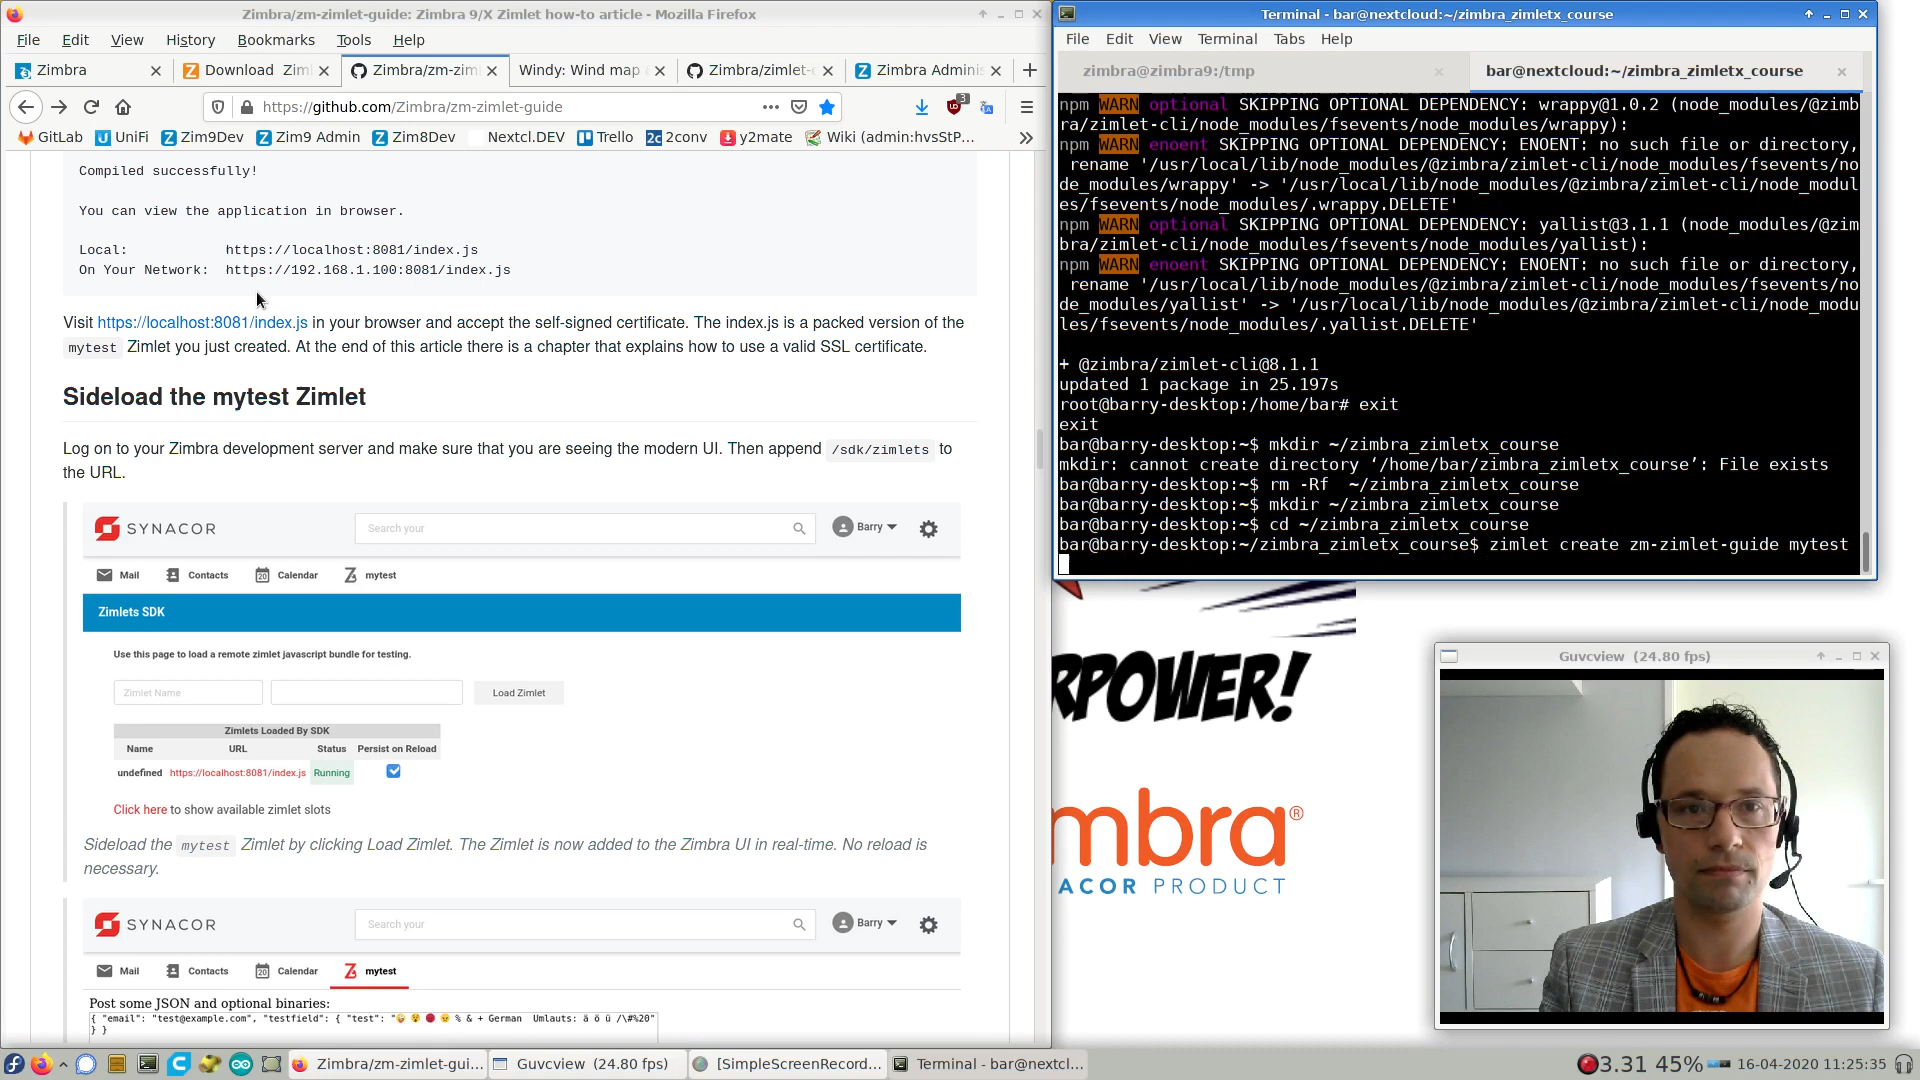 Zimbra/zm-zimlet-guide: Zimbra 9/X Zimlet how-to article - Mozilla Firefox
File Edit View History Bookmarks Tools Help
Zimbra
Download Zim
Zimbra/zm-zim
Windy: Wind map
Zimbra/zimlet-
Zimbra Adminis
https://github.com/Zimbra/zm-zimlet-guide
3
GitLab UniFi Zim9Dev Zim9 Admin Zim8Dev Nextcl.DEV Trello 2conv y2mate Wiki (admin:hvsStP...
Compiled successfully!
You can view the application in browser.
Local: https://localhost:8081/index.js
On Your Network: https://192.168.1.100:8081/index.js
Visit https://localhost:8081/index.js in your browser and accept the self-signed certificate. The index.js is a packed version of the
mytest Zimlet you just created. At the end of this article there is a chapter that explains how to use a valid SSL certificate.
Sideload the mytest Zimlet
Log on to your Zimbra development server and make sure that you are seeing the modern UI. Then append /sdk/zimlets to
the URL.
SYNACOR
Search your
Barry
Mail Contacts 20 Calendar mytest
Zimlets SDK
Use this page to load a remote zimlet javascript bundle for testing.
Zimlet Name
Load Zimlet
Zimlets Loaded By SDK
Name URL Status Persist on Reload
undefined https://localhost:8081/index.js Running
Click here to show available zimlet slots
Sideload the mytest Zimlet by clicking Load Zimlet. The Zimlet is now added to the Zimbra UI in real-time. No reload is
necessary.
SYNACOR
Search your
Barry
Mail Contacts 20 Calendar mytest
Post some JSON and optional binaries:
{ "email": "test@example.com", "testfield": { "test": "😜 😲 😡 😠 % & + German Umlauts: ä ö ü /\#%20"
} }
Terminal - bar@nextcloud:~/zimbra_zimletx_course
File Edit View Terminal Tabs Help
zimbra@zimbra9:/tmp
bar@nextcloud:~/zimbra_zimletx_course
npm WARN optional SKIPPING OPTIONAL DEPENDENCY: wrappy@1.0.2 (node_modules/@zimb
ra/zimlet-cli/node_modules/fsevents/node_modules/wrappy):
npm WARN enoent SKIPPING OPTIONAL DEPENDENCY: ENOENT: no such file or directory,
rename '/usr/local/lib/node_modules/@zimbra/zimlet-cli/node_modules/fsevents/no
de_modules/wrappy' -> '/usr/local/lib/node_modules/@zimbra/zimlet-cli/node_modul
es/fsevents/node_modules/.wrappy.DELETE'
npm WARN optional SKIPPING OPTIONAL DEPENDENCY: yallist@3.1.1 (node_modules/@zim
bra/zimlet-cli/node_modules/fsevents/node_modules/yallist):
npm WARN enoent SKIPPING OPTIONAL DEPENDENCY: ENOENT: no such file or directory,
rename '/usr/local/lib/node_modules/@zimbra/zimlet-cli/node_modules/fsevents/no
de_modules/yallist' -> '/usr/local/lib/node_modules/@zimbra/zimlet-cli/node_modu
les/fsevents/node_modules/.yallist.DELETE'
+ @zimbra/zimlet-cli@8.1.1
updated 1 package in 25.197s
root@barry-desktop:/home/bar# exit
exit
bar@barry-desktop:~$ mkdir ~/zimbra_zimletx_course
mkdir: cannot create directory ‘/home/bar/zimbra_zimletx_course’: File exists
bar@barry-desktop:~$ rm -Rf  ~/zimbra_zimletx_course
bar@barry-desktop:~$ mkdir ~/zimbra_zimletx_course
bar@barry-desktop:~$ cd ~/zimbra_zimletx_course
bar@barry-desktop:~/zimbra_zimletx_course$ zimlet create zm-zimlet-guide mytest
RPOWER!
mbra®
ACOR PRODUCT
Guvcview (24.80 fps)
Zimbra/zm-zimlet-gui... Guvcview (24.80 fps) [SimpleScreenRecord... Terminal - bar@nextcl... 3.31 45% 16-04-2020 11:25:35